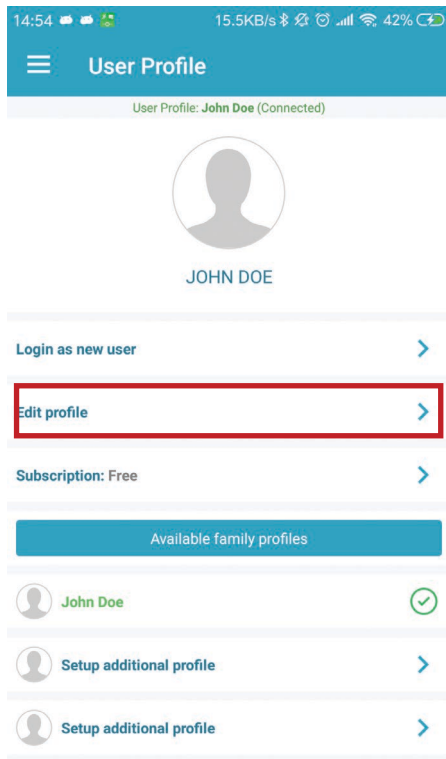 14:54 15.5KB/s 42%
User Profile
User Profile: John Doe (Connected)
JOHN DOE
Login as new user
Edit profile
Subscription: Free
Available family profiles
John Doe
Setup additional profile
Setup additional profile